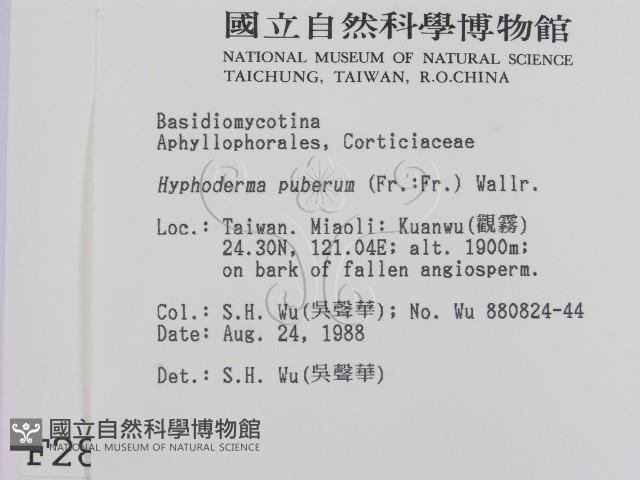 國立自然科學博物館
NATIONAL MUSEUM OF NATURAL SCIENCE
TAICHUNG, TAIWAN, R.O.CHINA
Basidiomycotina
Aphyllophorales, Corticiaceae
Hyphoderma puberum (Fr.:Fr.) Wallr.
Loc.: Taiwan. Miaoli: Kuanwu(觀霧)
24.30N, 121.04E; alt. 1900m;
on bark of fallen angiosperm.
Col.: S.H. Wu(吳聲華); No. Wu 880824-44
Date: Aug. 24, 1988
Det.: S.H. Wu(吳聲華)
國立自然科學博物館
NATIONAL MUSEUM OF NATURAL SCIENCE
F28